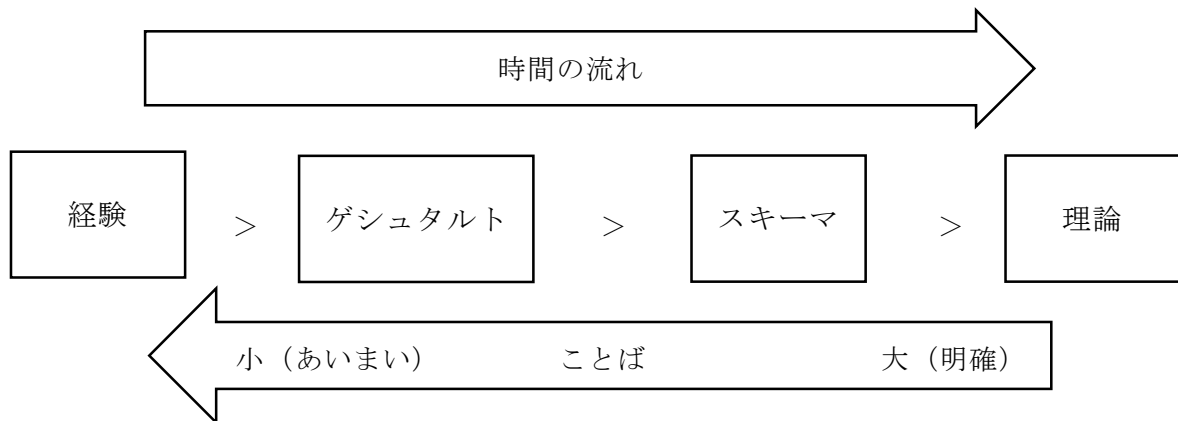 時間の流れ
経験 > ゲシュタルト > スキーマ > 理論
小（あいまい） ことば 大（明確）